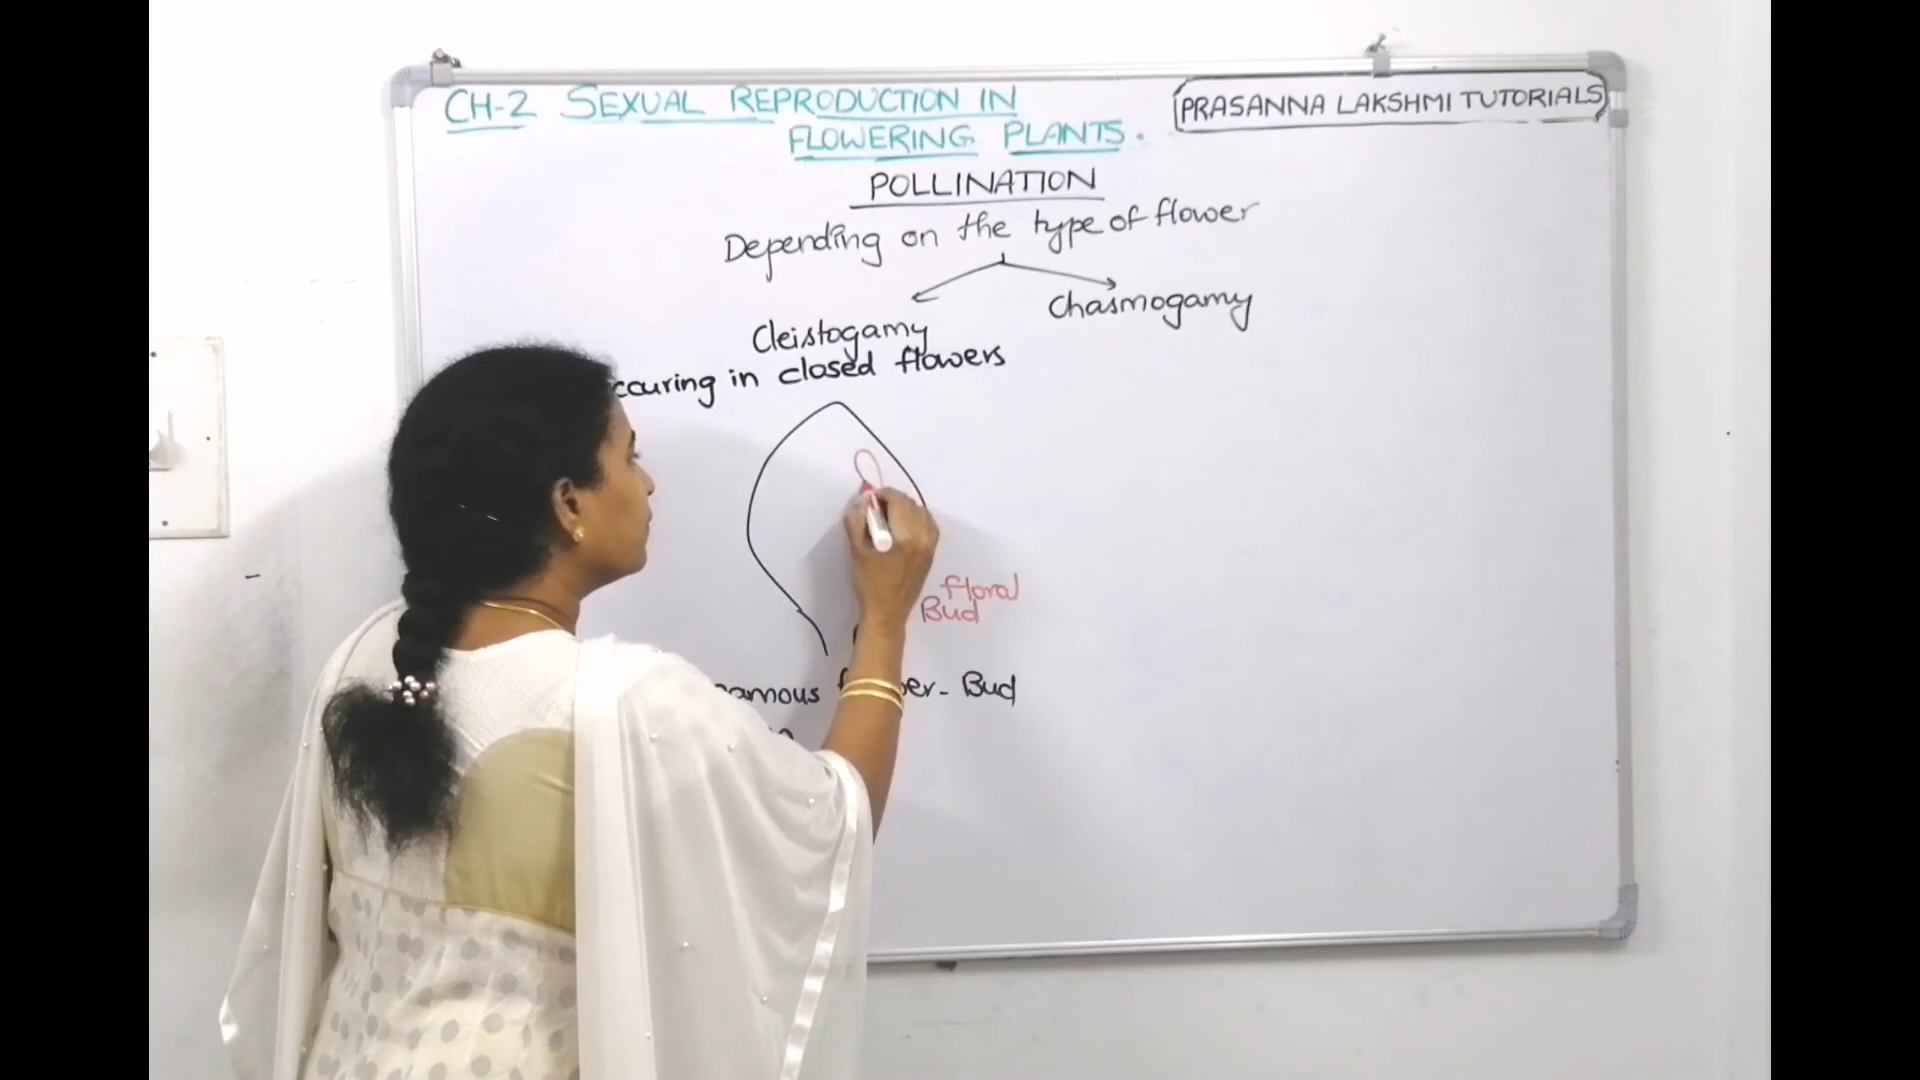 CH-2 SEXUAL REPRODUCTION IN
FLOWERING PLANTS.
PRASANNA LAKSHMI TUTORIALS
POLLINATION
Depending on the type of flower
Cleistogamy
Chasmogamy
ccuring in closed flowers
floral
Bud
Bud